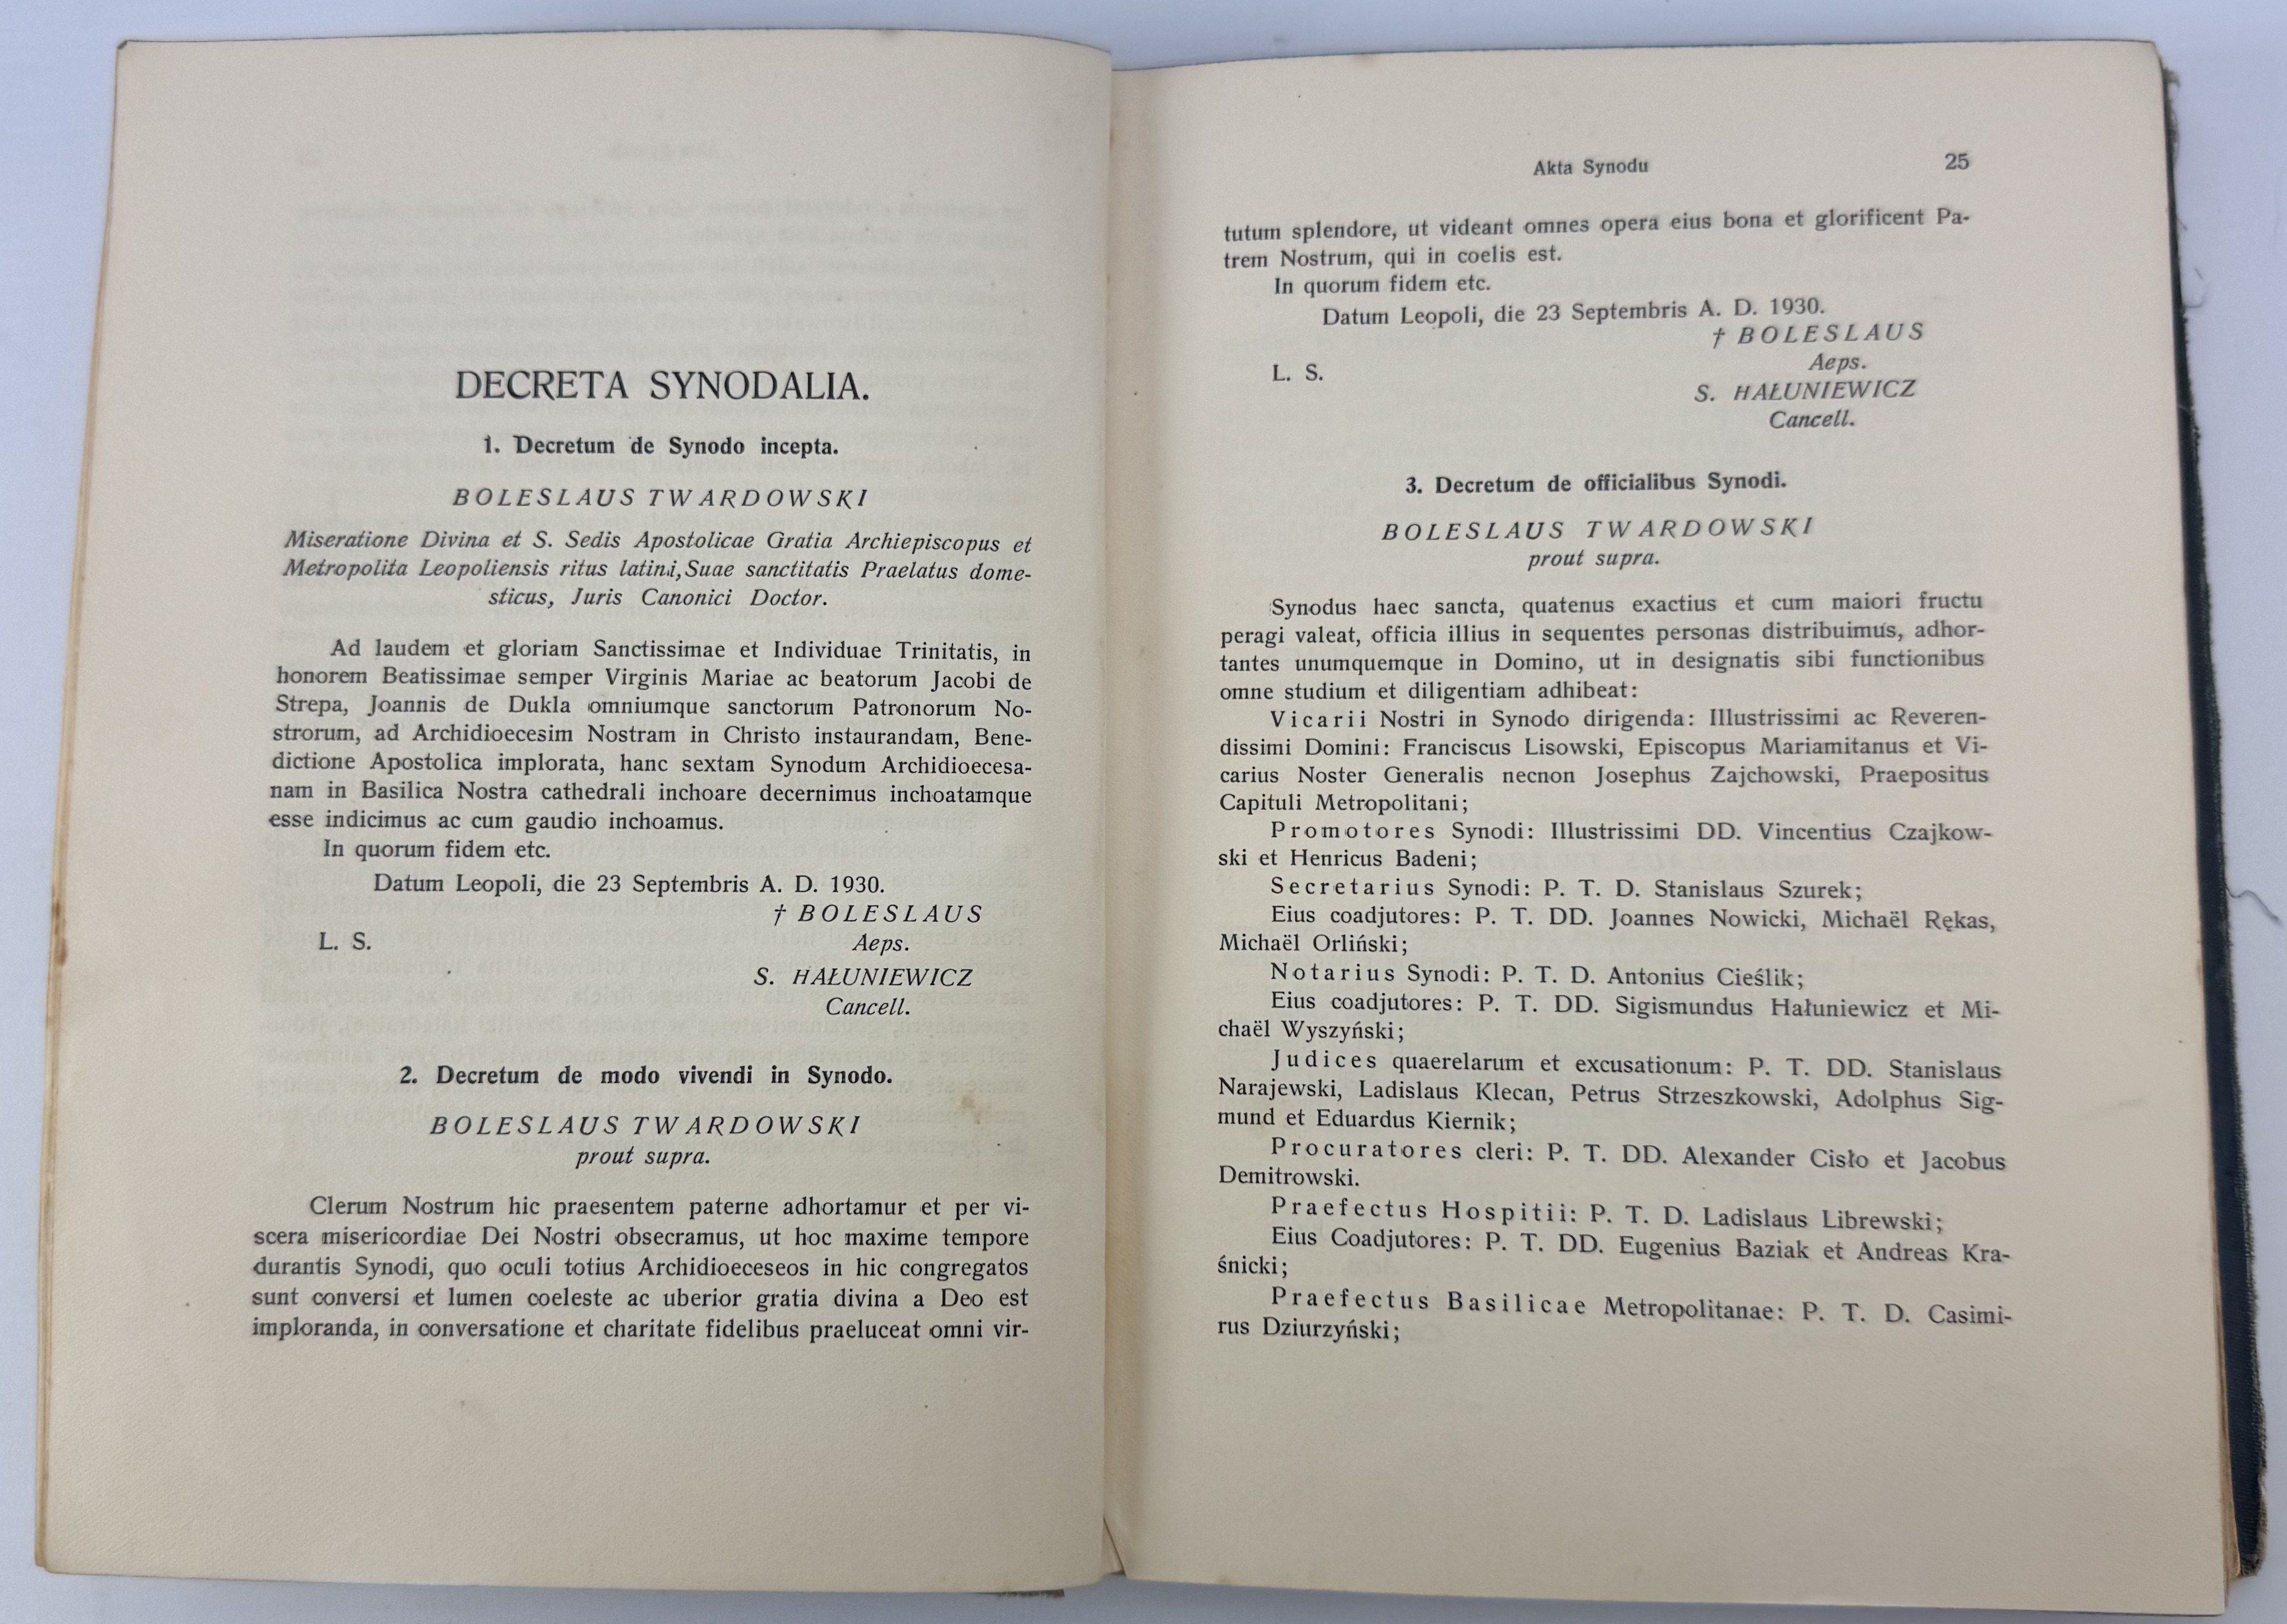 DECRETA SYNODALIA.
1. Decretum de Synodo incepta.
BOLESLAUS TWARDOWSKI
Miseratione Divina et S. Sedis Apostolicae Gratia Archiepiscopus et
Metropolita Leopoliensis ritus latini, Suae sanctitatis Praelatus dome-
sticus, Juris Canonici Doctor.
Ad laudem et gloriam Sanctissimae et Individuae Trinitatis, in
honorem Beatissimae semper Virginis Mariae ac beatorum Jacobi de
Strepa, Joannis de Dukla omniumque sanctorum Patronorum No-
strorum, ad Archidioecesim Nostram in Christo instaurandam, Bene-
dictione Apostolica implorata, hanc sextam Synodum Archidioecesa-
nam in Basilica Nostra cathedrali inchoare decernimus inchoatamque
esse indicimus ac cum gaudio inchoamus.
In quorum fidem etc.
Datum Leopoli, die 23 Septembris A. D. 1930.
† BOLESLAUS
L. S. Aeps.
S. HAŁUNIEWICZ
Cancell.
2. Decretum de modo vivendi in Synodo.
BOLESLAUS TWARDOWSKI
prout supra.
Clerum Nostrum hic praesentem paterne adhortamur et per vi-
scera misericordiae Dei Nostri obsecramus, ut hoc maxime tempore
durantis Synodi, quo oculi totius Archidioeceseos in hic congregatos
sunt conversi et lumen coeleste ac uberior gratia divina a Deo est
imploranda, in conversatione et charitate fidelibus praeluceat omni vir-
Akta Synodu 25
tutum splendore, ut videant omnes opera eius bona et glorificent Pa-
trem Nostrum, qui in coelis est.
In quorum fidem etc.
Datum Leopoli, die 23 Septembris A. D. 1930.
† BOLESLAUS
Aeps.
L. S.
S. HAŁUNIEWICZ
Cancell.
3. Decretum de officialibus Synodi.
BOLESLAUS TWARDOWSKI
prout supra.
Synodus haec sancta, quatenus exactius et cum maiori fructu
peragi valeat, officia illius in sequentes personas distribuimus, adhor-
tantes unumquemque in Domino, ut in designatis sibi functionibus
omne studium et diligentiam adhibeat:
Vicarii Nostri in Synodo dirigenda: Illustrissimi ac Reveren-
dissimi Domini: Franciscus Lisowski, Episcopus Mariamitanus et Vi-
carius Noster Generalis necnon Josephus Zajchowski, Praepositus
Capituli Metropolitani;
Promotores Synodi: Illustrissimi DD. Vincentius Czajkow-
ski et Henricus Badeni;
Secretarius Synodi: P. T. D. Stanislaus Szurek;
Eius coadjutores: P. T. DD. Joannes Nowicki, Michaël Rękas,
Michaël Orliński;
Notarius Synodi: P. T. D. Antonius Cieślik;
Eius coadjutores: P. T. DD. Sigismundus Hałuniewicz et Mi-
chaël Wyszyński;
Judices quaerelarum et excusationum: P. T. DD. Stanislaus
Narajewski, Ladislaus Klecan, Petrus Strzeszkowski, Adolphus Sig-
mund et Eduardus Kiernik;
Procuratores cleri: P. T. DD. Alexander Cisło et Jacobus
Demitrowski.
Praefectus Hospitii: P. T. D. Ladislaus Librewski;
Eius Coadjutores: P. T. DD. Eugenius Baziak et Andreas Kra-
śnicki;
Praefectus Basilicae Metropolitanae: P. T. D. Casimi-
rus Dziurzyński;